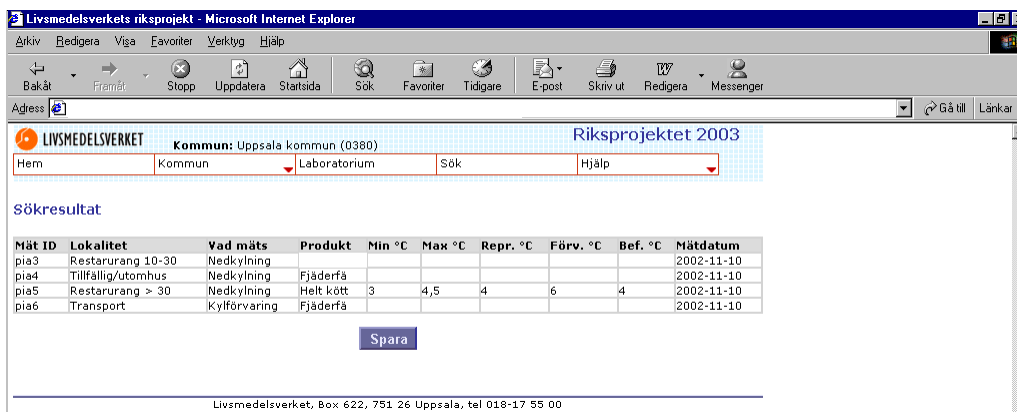 Livsmedelsverkets riksprojekt - Microsoft Internet Explorer
Arkiv Redigera Visa Favoriter Verktyg Hjälp
Bakåt Framåt Stopp Uppdatera Startsida Sök Favoriter Tidigare E-post Skriv ut Redigera Messenger
Adress Gå till Länkar
LIVSMEDELSVERKET Kommun: Uppsala kommun (0380) Riksprojektet 2003
Hem Kommun Laboratorium Sök Hjälp
Sökresultat
Mät ID Lokalitet Vad mäts Produkt Min °C Max °C Repr. °C Förv. °C Bef. °C Mätdatum
pia3 Restarurang 10-30 Nedkylning 2002-11-10
pia4 Tillfällig/utomhus Nedkylning Fjäderfä 2002-11-10
pia5 Restarurang > 30 Nedkylning Helt kött 3 4,5 4 6 4 2002-11-10
pia6 Transport Kylförvaring Fjäderfä 2002-11-10
Spara
Livsmedelsverket, Box 622, 751 26 Uppsala, tel 018-17 55 00